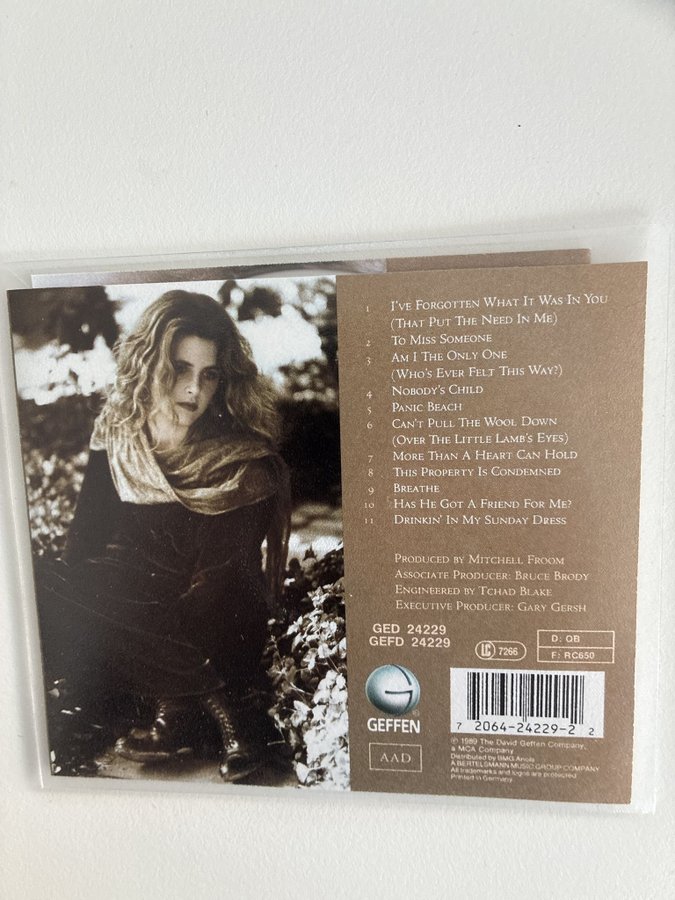 1 I'VE FORGOTTEN WHAT IT WAS IN YOU
(THAT PUT THE NEED IN ME)
2 TO MISS SOMEONE
3 AM I THE ONLY ONE
(WHO'S EVER FELT THIS WAY?)
4 NOBODY'S CHILD
5 PANIC BEACH
6 CAN'T PULL THE WOOL DOWN
(OVER THE LITTLE LAMB'S EYES)
7 MORE THAN A HEART CAN HOLD
8 THIS PROPERTY IS CONDEMNED
9 BREATHE
10 HAS HE GOT A FRIEND FOR ME?
11 DRINKIN' IN MY SUNDAY DRESS
PRODUCED BY MITCHELL FROOM
ASSOCIATE PRODUCER: BRUCE BRODY
ENGINEERED BY TCHAD BLAKE
EXECUTIVE PRODUCER: GARY GERSH
GED 24229
GEFD 24229
LC 7266
D: QB
F: RC650
G
GEFFEN
AAD
7 2064-24229-2 2
℗ 1989 The David Geffen Company,
a MCA Company
Distributed by BMG Ariola
A BERTELSMANN MUSIC GROUP COMPANY
All trademarks and logos are protected
Printed in Germany